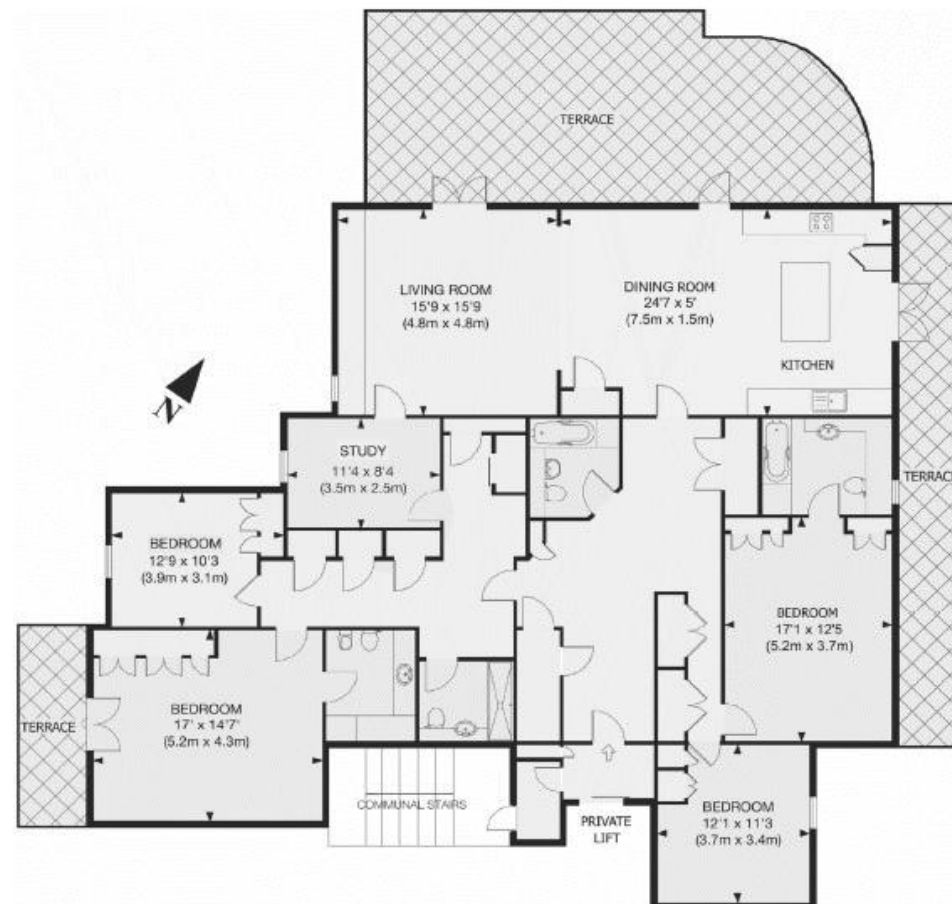 TERRACE
LIVING ROOM
15'9 x 15'9
(4.8m x 4.8m)
DINING ROOM
24'7 x 5'
(7.5m x 1.5m)
KITCHEN
N
STUDY
11'4 x 8'4
(3.5m x 2.5m)
TERRACE
BEDROOM
12'9 x 10'3
(3.9m x 3.1m)
BEDROOM
17'1 x 12'5
(5.2m x 3.7m)
BEDROOM
17' x 14'7'
(5.2m x 4.3m)
TERRACE
COMMUNAL STAIRS
PRIVATE
LIFT
BEDROOM
12'1 x 11'3
(3.7m x 3.4m)